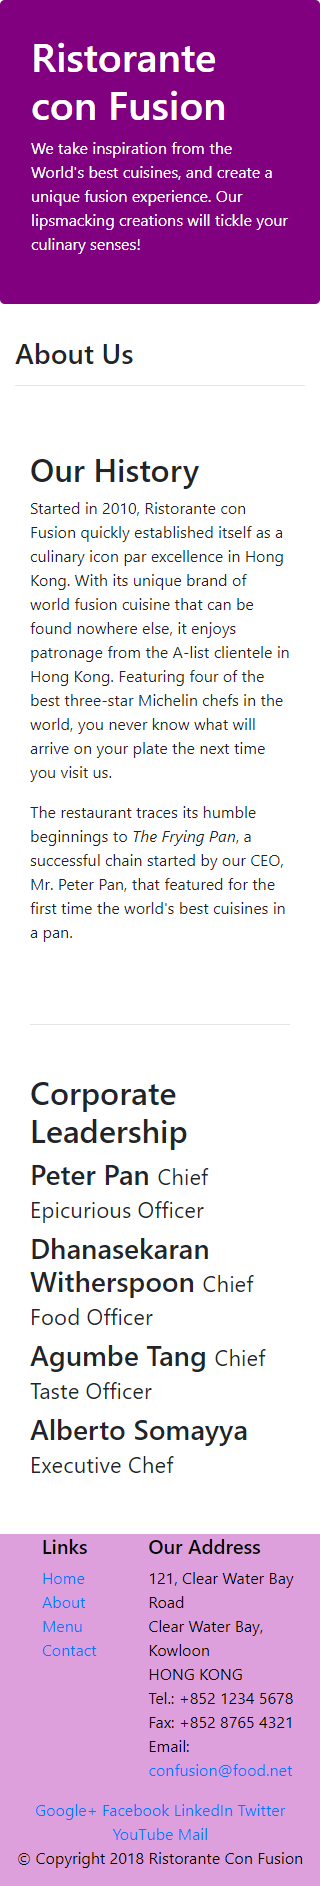 Ristorante
con Fusion
We take inspiration from the
World's best cuisines, and create a
unique fusion experience. Our
lipsmacking creations will tickle your
culinary senses!
About Us
Our History
Started in 2010, Ristorante con
Fusion quickly established itself as a
culinary icon par excellence in Hong
Kong. With its unique brand of
world fusion cuisine that can be
found nowhere else, it enjoys
patronage from the A-list clientele in
Hong Kong. Featuring four of the
best three-star Michelin chefs in the
world, you never know what will
arrive on your plate the next time
you visit us.
The restaurant traces its humble
beginnings to The Frying Pan, a
successful chain started by our CEO,
Mr. Peter Pan, that featured for the
first time the world's best cuisines in
a pan.
Corporate
Leadership
Peter Pan Chief
Epicurious Officer
Dhanasekaran
Witherspoon Chief
Food Officer
Agumbe Tang Chief
Taste Officer
Alberto Somayya
Executive Chef
Links
Home
About
Menu
Contact
Our Address
121, Clear Water Bay
Road
Clear Water Bay,
Kowloon
HONG KONG
Tel.: +852 1234 5678
Fax: +852 8765 4321
Email:
confusion@food.net
Google+ Facebook LinkedIn Twitter
YouTube Mail
© Copyright 2018 Ristorante Con Fusion